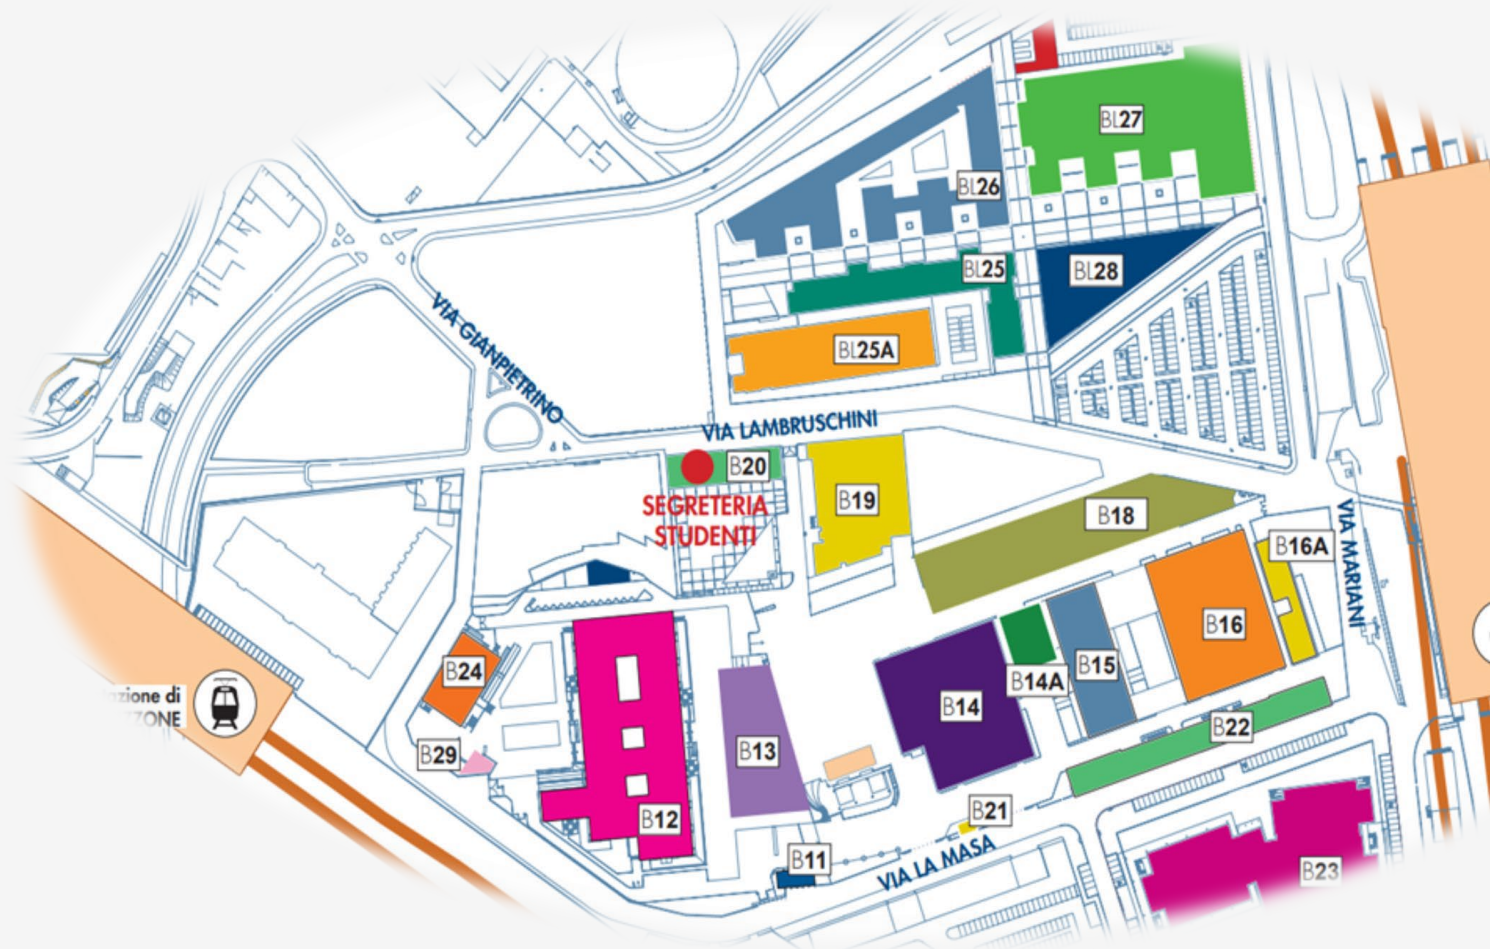 BL27
BL26
BL25
BL28
VIA GIANPIETRINO
BL25A
VIA LAMBRUSCHINI
B20
SEGRETERIA
STUDENTI
B19
B18
VIA MARIANI
B16A
B16
B24
B14A
B15
di
B14
B22
B29
B13
B12
B21
B11
VIA LA MASA
B23